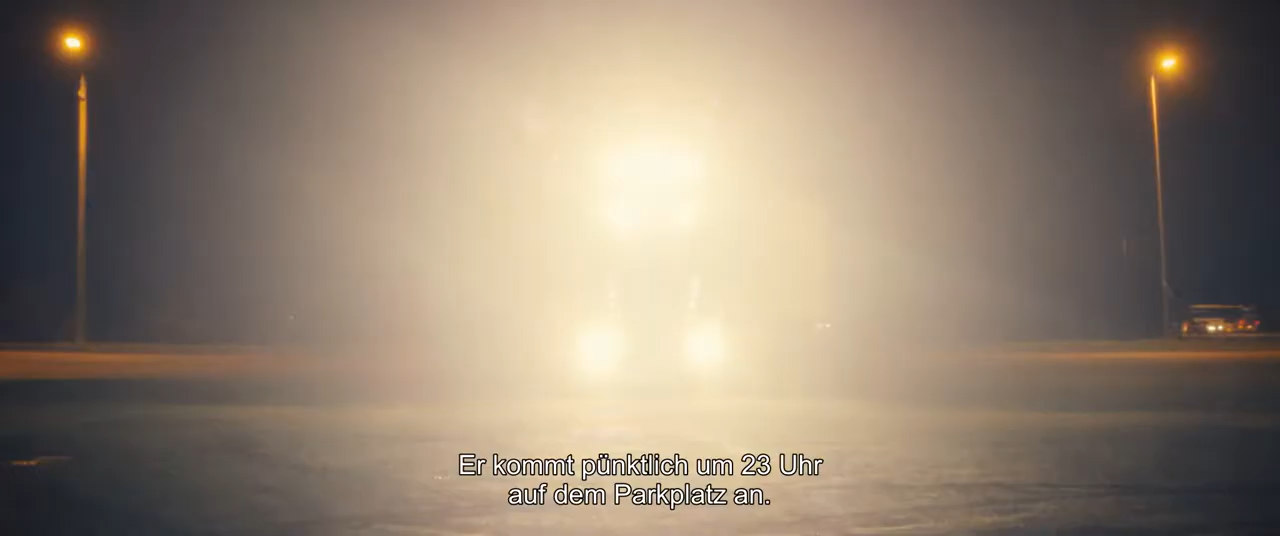 Er kommt pünktlich um 23 Uhr
auf dem Parkplatz an.